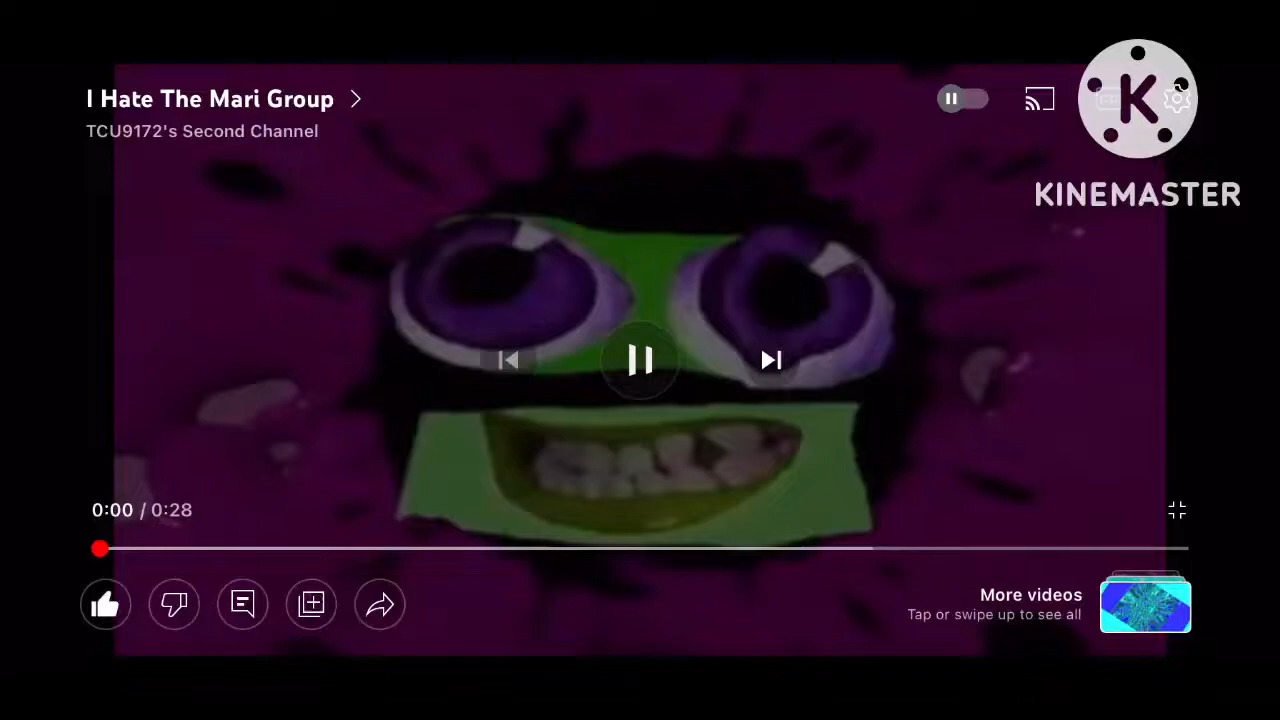 I Hate The Mari Group
TCU9172's Second Channel
K
KINEMASTER
0:00 / 0:28
More videos
Tap or swipe up to see all